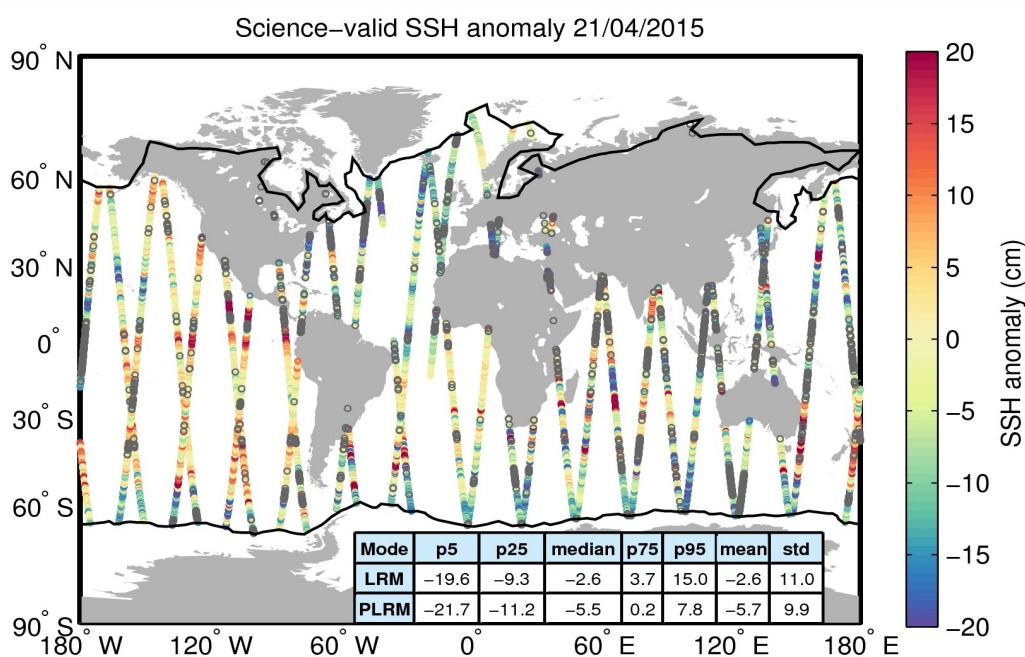 Science−valid SSH anomaly 21/04/2015
90° N
60° N
30° N
0°
30° S
60° S
90° S
180° W
120° W
60° W
0°
60° E
120° E
180° E
20
15
10
5
0
−5
−10
−15
−20
SSH anomaly (cm)
Mode p5 p25 median p75 p95 mean std
LRM −19.6 −9.3 −2.6 3.7 15.0 −2.6 11.0
PLRM −21.7 −11.2 −5.5 0.2 7.8 −5.7 9.9